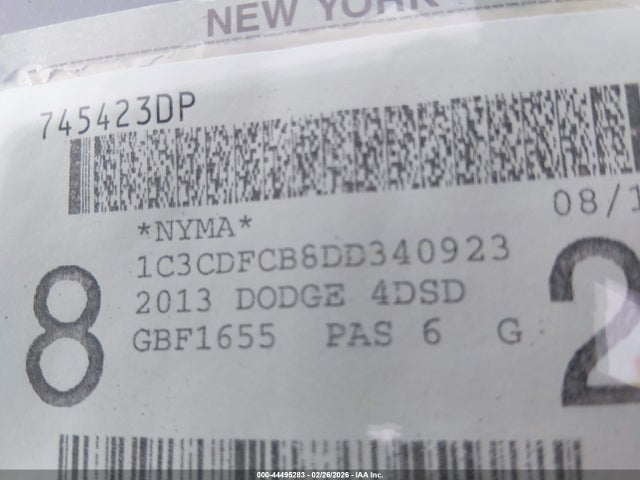 NEW YORK
745423DP
08/1
*NYMA*
1C3CDFCB8DD340923
2013 DODGE 4DSD
GBF1655 PAS 6 G
8
2
000-44495283 - 02/26/2026 - IAA Inc.